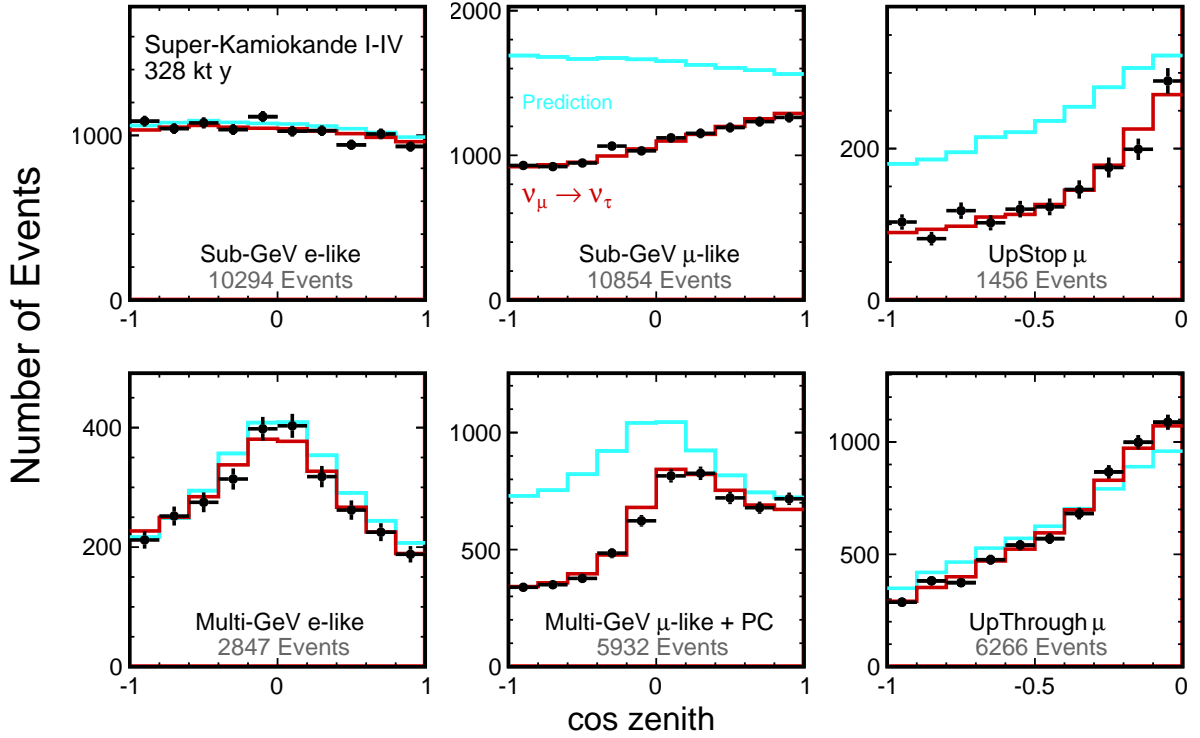 Number of Events
Super-Kamiokande I-IV
328 kt y
1000
0
Sub-GeV e-like
10294 Events
-1 0 1
2000
1000
0
Prediction
νμ → ντ
Sub-GeV μ-like
10854 Events
-1 0 1
200
0
UpStop μ
1456 Events
-1 -0.5 0
400
200
0
Multi-GeV e-like
2847 Events
-1 0 1
1000
500
0
Multi-GeV μ-like + PC
5932 Events
-1 0 1
1000
500
0
UpThrough μ
6266 Events
-1 -0.5 0
cos zenith